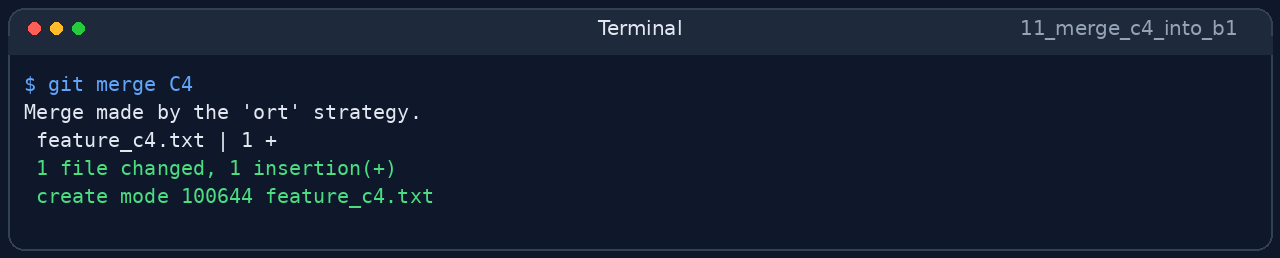 Terminal
11_merge_c4_into_b1
$ git merge C4
Merge made by the 'ort' strategy.
 feature_c4.txt | 1 +
 1 file changed, 1 insertion(+)
 create mode 100644 feature_c4.txt